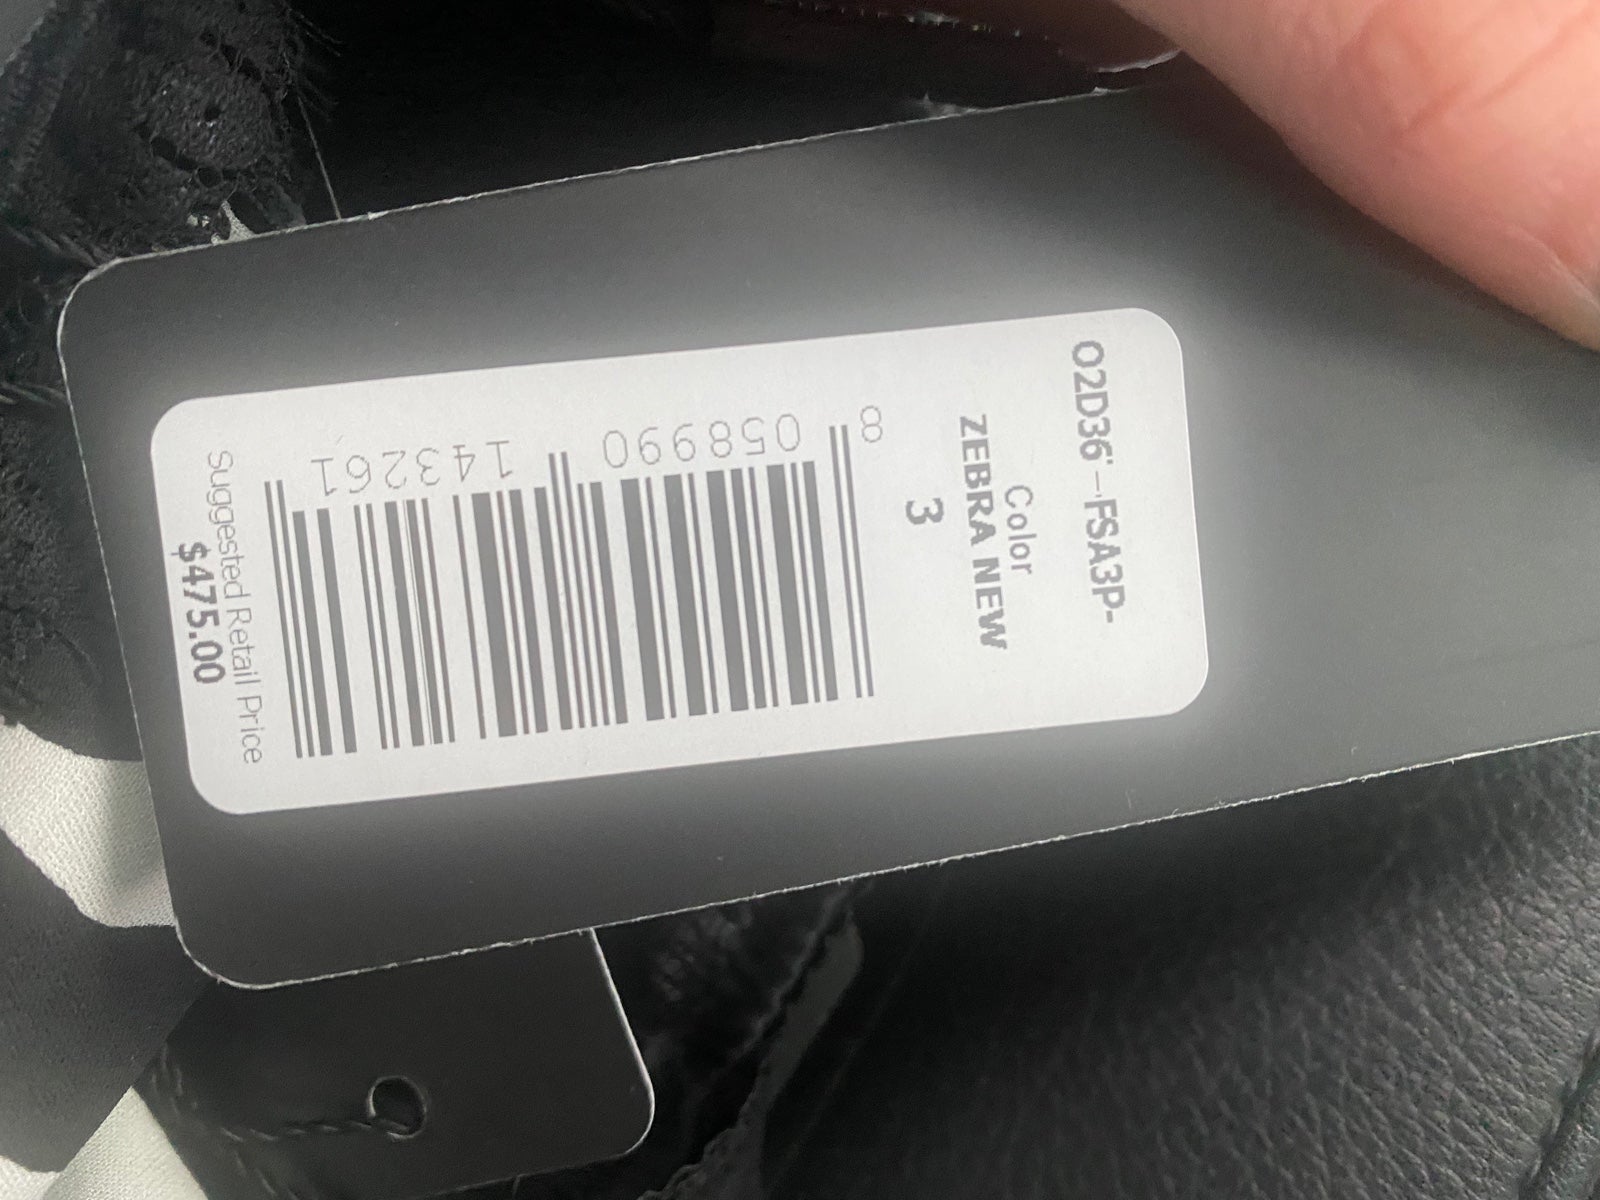 O2D36'–FSA3P-
Color
ZEBRA NEW
3
8 058990 143261
Suggested Retail Price
$475.00